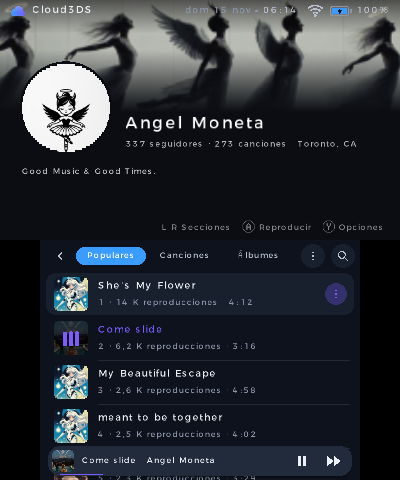 Cloud3DS
dom 15 nov - 06:14
100%
Angel Moneta
337 seguidores · 273 canciones Toronto, CA
Good Music & Good Times.
L R Secciones Ⓐ Reproducir Ⓨ Opciones
Populares Canciones Álbumes
She's My Flower
1 · 14 K reproducciones 4:12
Come slide
2 · 6,2 K reproducciones · 3:16
My Beautiful Escape
3 · 2,6 K reproducciones · 4:58
meant to be together
4 · 2,5 K reproducciones · 4:02
Come slide Angel Moneta